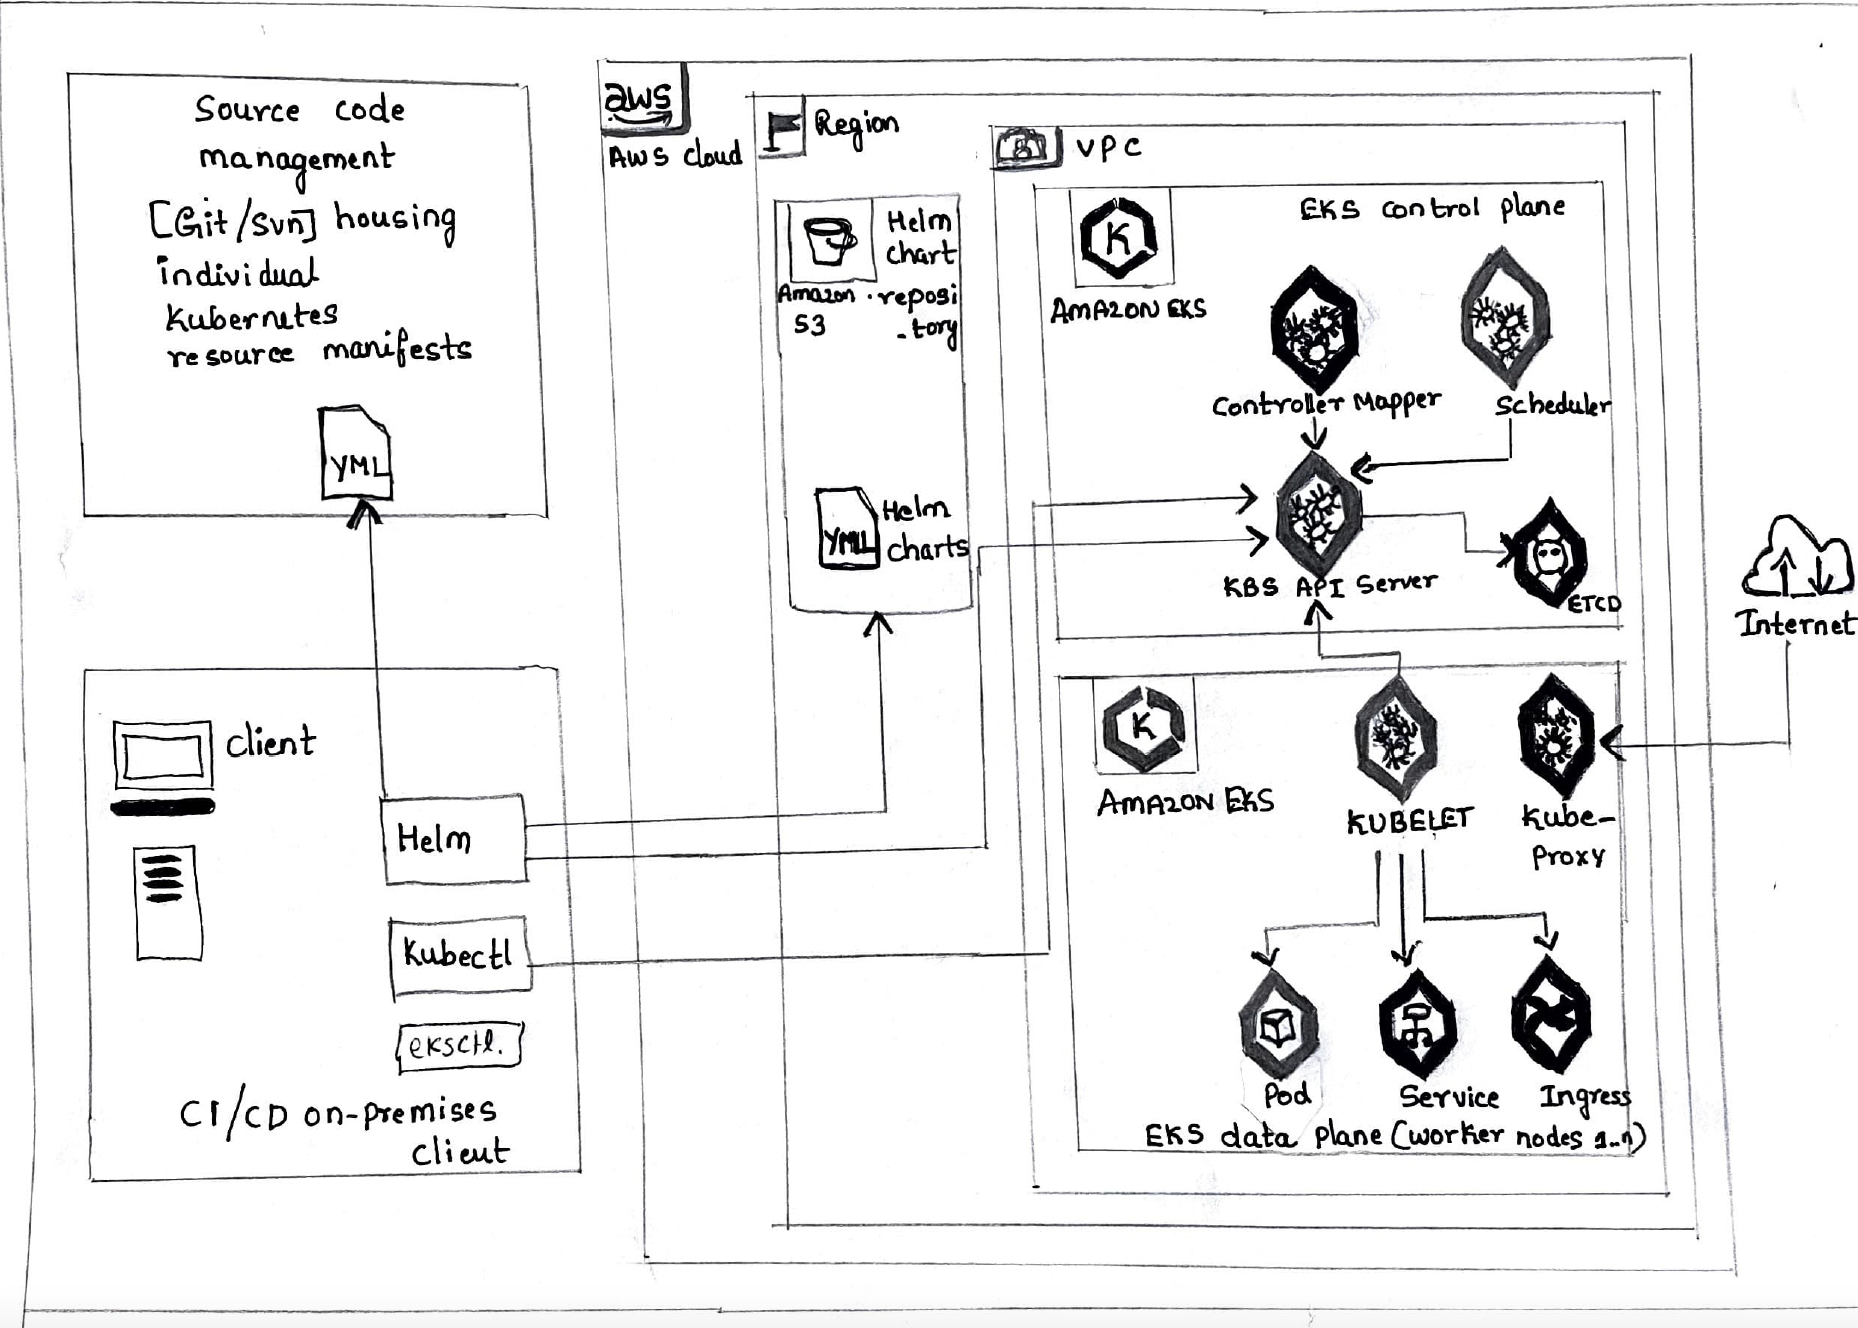 Source code
management
[Git/svn] housing
individual
Kubernetes
resource manifests
YML
client
Helm
Kubectl
eksctl.
CI/CD on-premises
client
aws
AWS cloud
Region
Helm
chart
Amazon . reposi
S3 - tory
YML
Helm
charts
VPC
K
AMAZON EKS
EKS control plane
Controller Mapper
Scheduler
KBS API Server
ETCD
K
AMAZON EKS
KUBELET
Kube-
Proxy
Pod
Service
Ingress
EKS data plane (worker nodes 1..n)
Internet